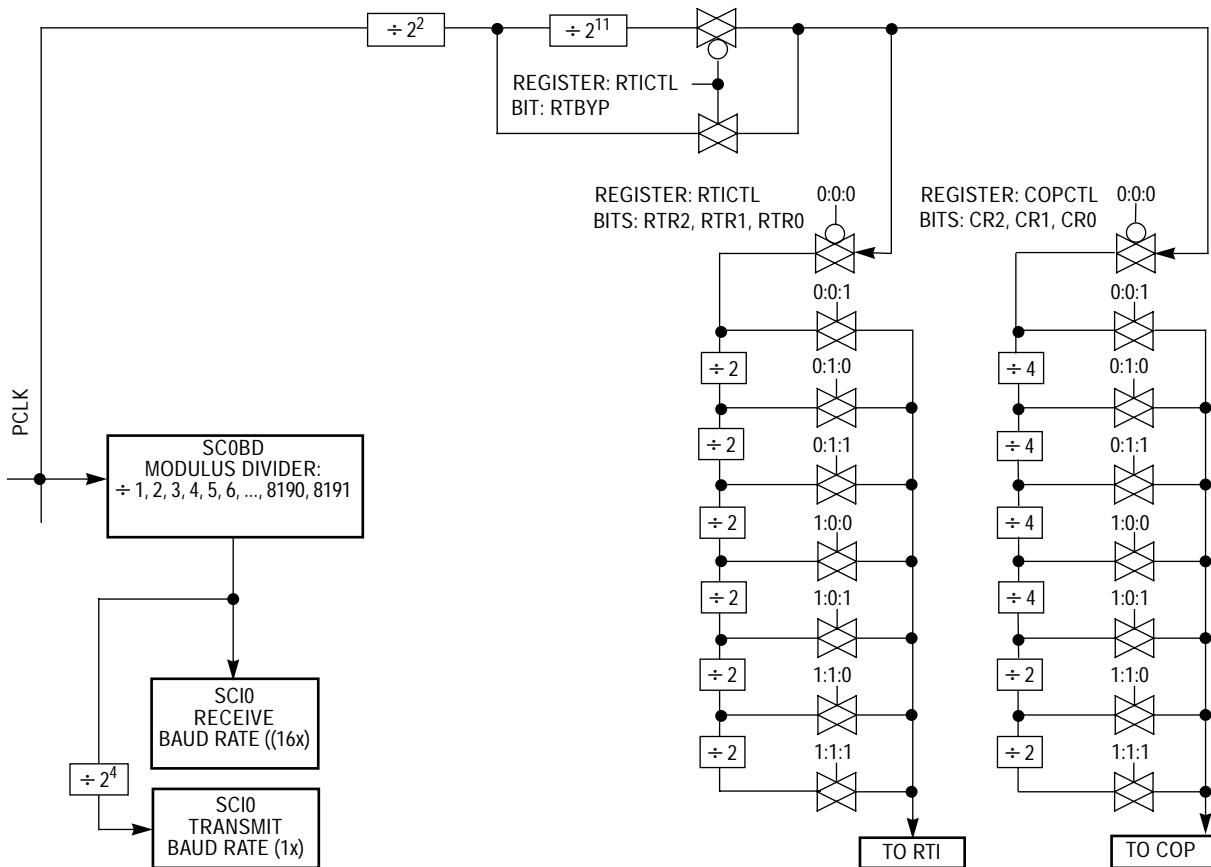 ÷ 2²
÷ 2¹¹
REGISTER: RTICTL
BIT: RTBYP
REGISTER: RTICTL
BITS: RTR2, RTR1, RTR0
0:0:0
REGISTER: COPCTL
BITS: CR2, CR1, CR0
0:0:0
0:0:1
0:0:1
÷ 2
0:1:0
÷ 4
0:1:0
PCLK
SC0BD
MODULUS DIVIDER:
÷ 1, 2, 3, 4, 5, 6, ..., 8190, 8191
÷ 2
0:1:1
÷ 4
0:1:1
÷ 2
1:0:0
÷ 4
1:0:0
÷ 2
1:0:1
÷ 4
1:0:1
÷ 2
1:1:0
÷ 2
1:1:0
÷ 2
1:1:1
÷ 2
1:1:1
SCI0
RECEIVE
BAUD RATE ((16x)
÷ 2⁴
SCI0
TRANSMIT
BAUD RATE (1x)
TO RTI
TO COP